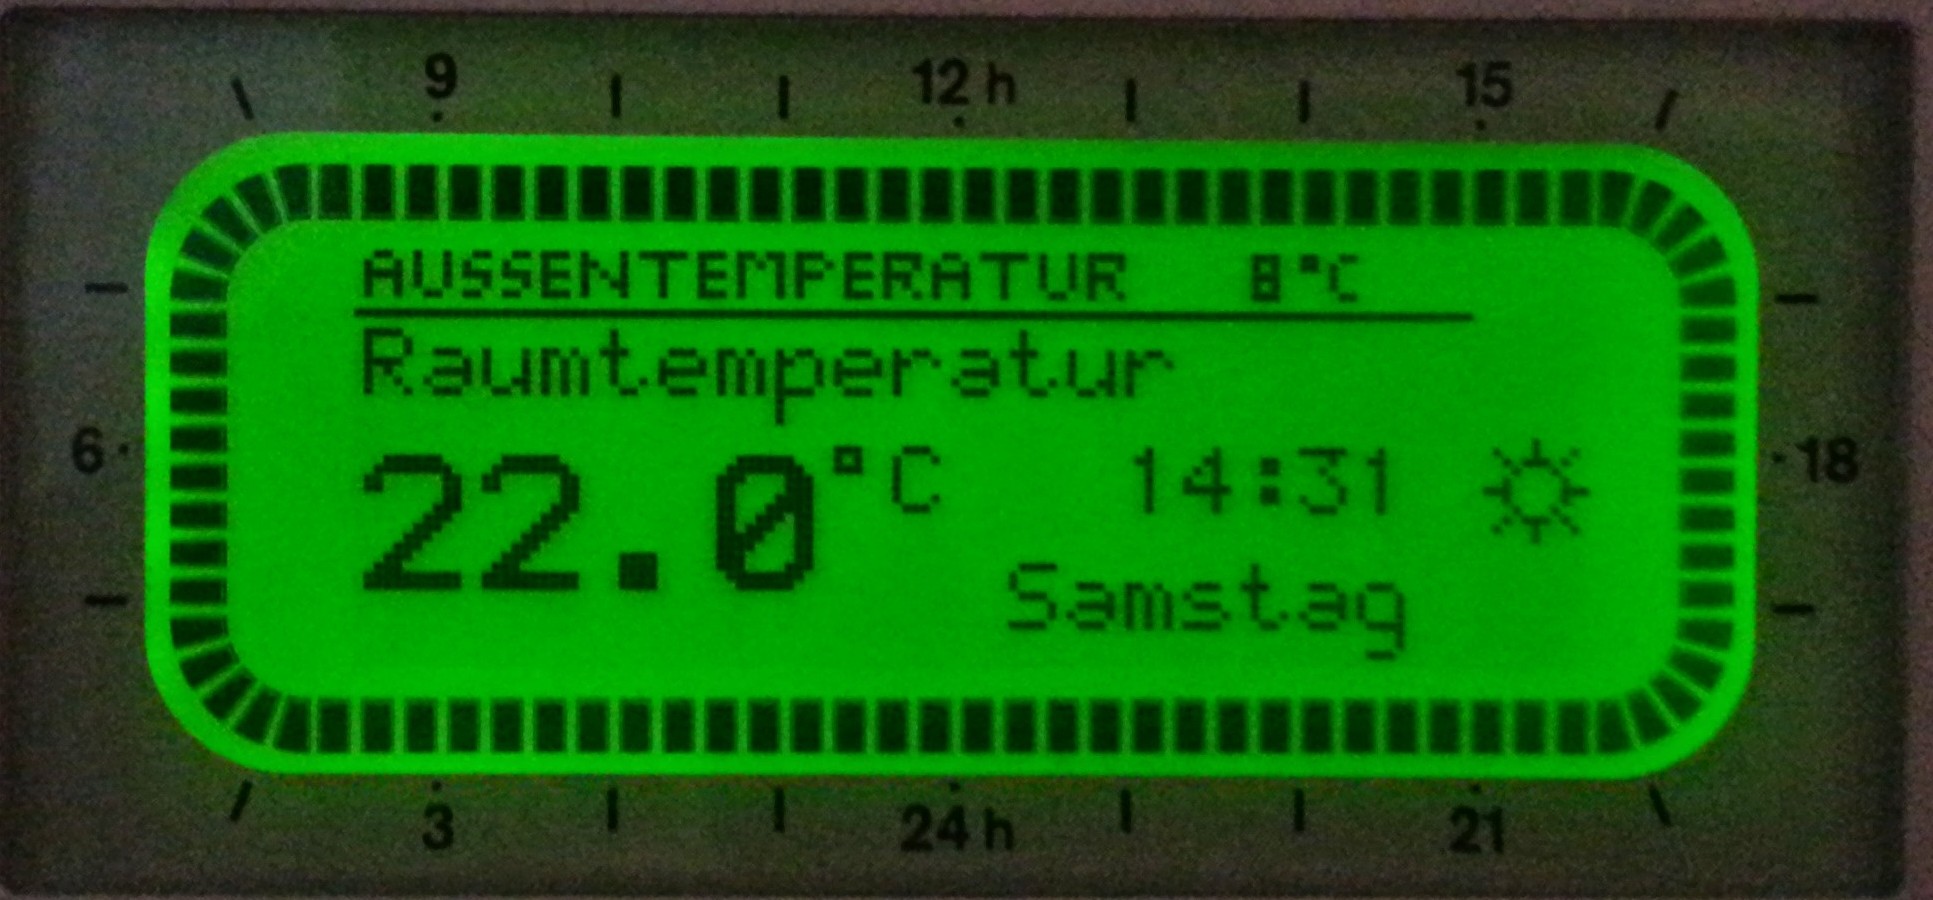 9 12 h 15
AUSSENTEMPERATUR 8°C
Raumtemperatur
6 22.0°C 14:31 18
Samstag
3 24 h 21